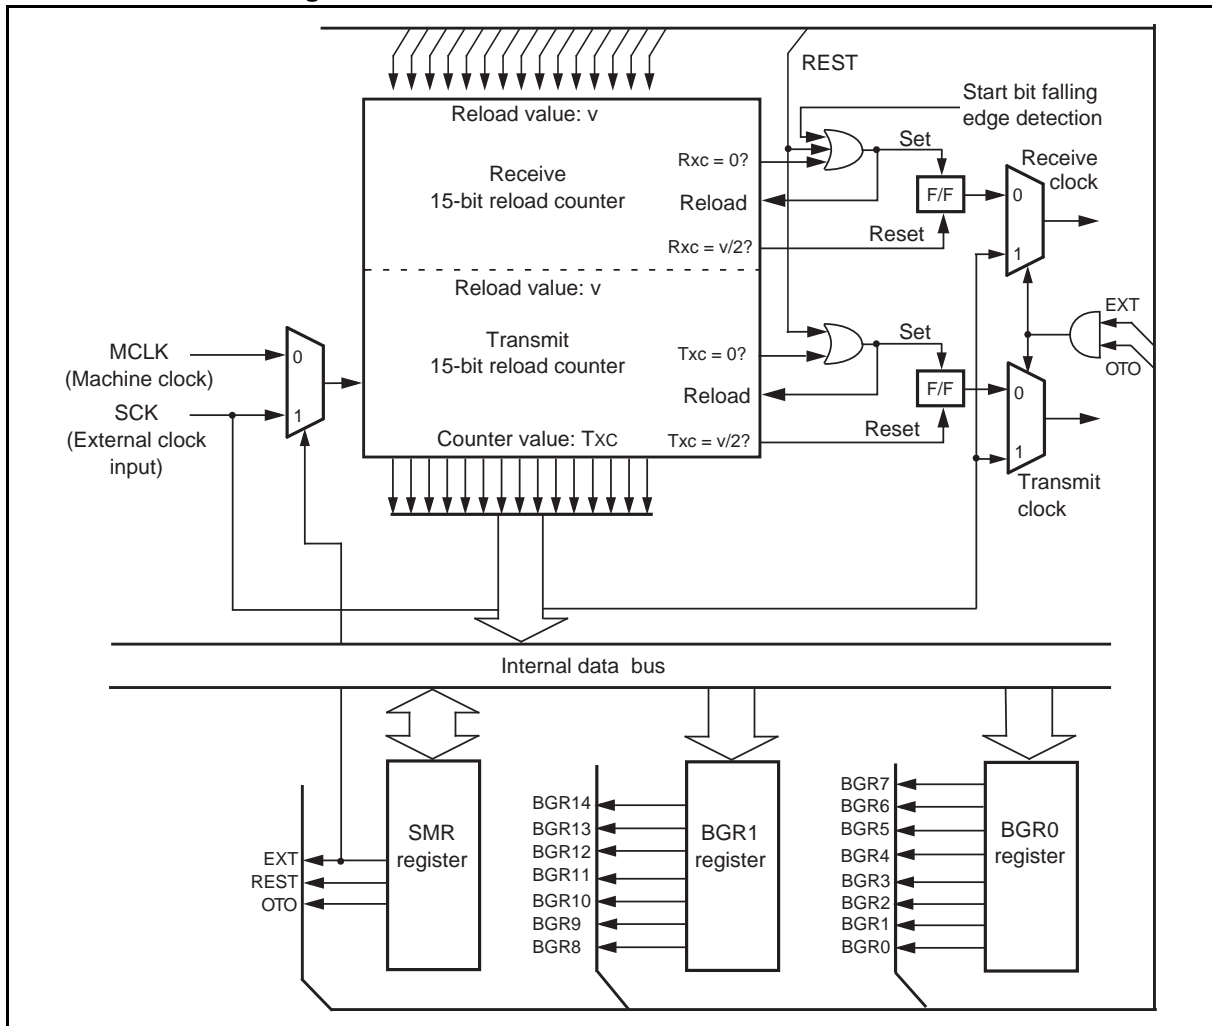 REST
Start bit falling
edge detection
Reload value: v
Set
Receive
clock
Rxc = 0?
Receive
15-bit reload counter
F/F
0
Reload
Reset
Rxc = v/2?
1
Reload value: v
EXT
Transmit
15-bit reload counter
Set
MCLK
(Machine clock)
0
Txc = 0?
OTO
F/F
0
Reload
SCK
(External clock
input)
1
Counter value: TXC
Txc = v/2?
Reset
1
Transmit
clock
Internal data bus
SMR
register
EXT
REST
OTO
BGR14
BGR13
BGR12
BGR11
BGR10
BGR9
BGR8
BGR1
register
BGR7
BGR6
BGR5
BGR4
BGR3
BGR2
BGR1
BGR0
BGR0
register